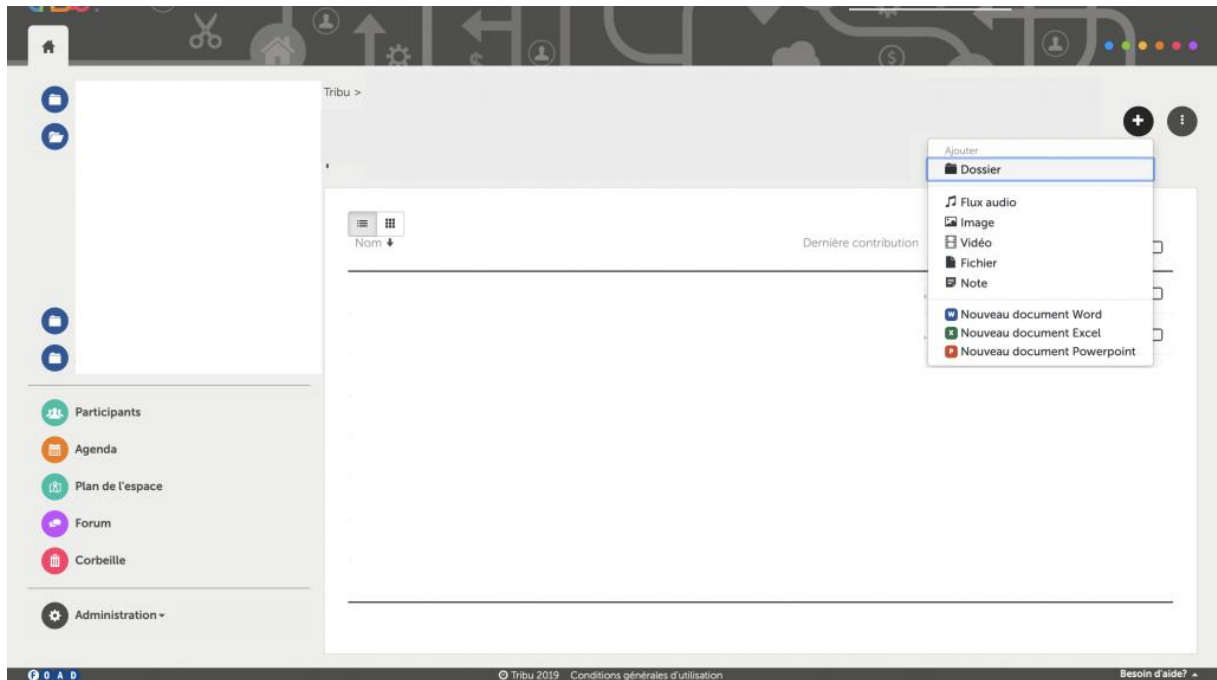 Tribu >
Ajouter
Dossier
Flux audio
Image
Vidéo
Fichier
Note
Nouveau document Word
Nouveau document Excel
Nouveau document Powerpoint
Nom
Dernière contribution
Participants
Agenda
Plan de l'espace
Forum
Corbeille
Administration
F O A D
© Tribu 2019 Conditions générales d'utilisation
Besoin d'aide?